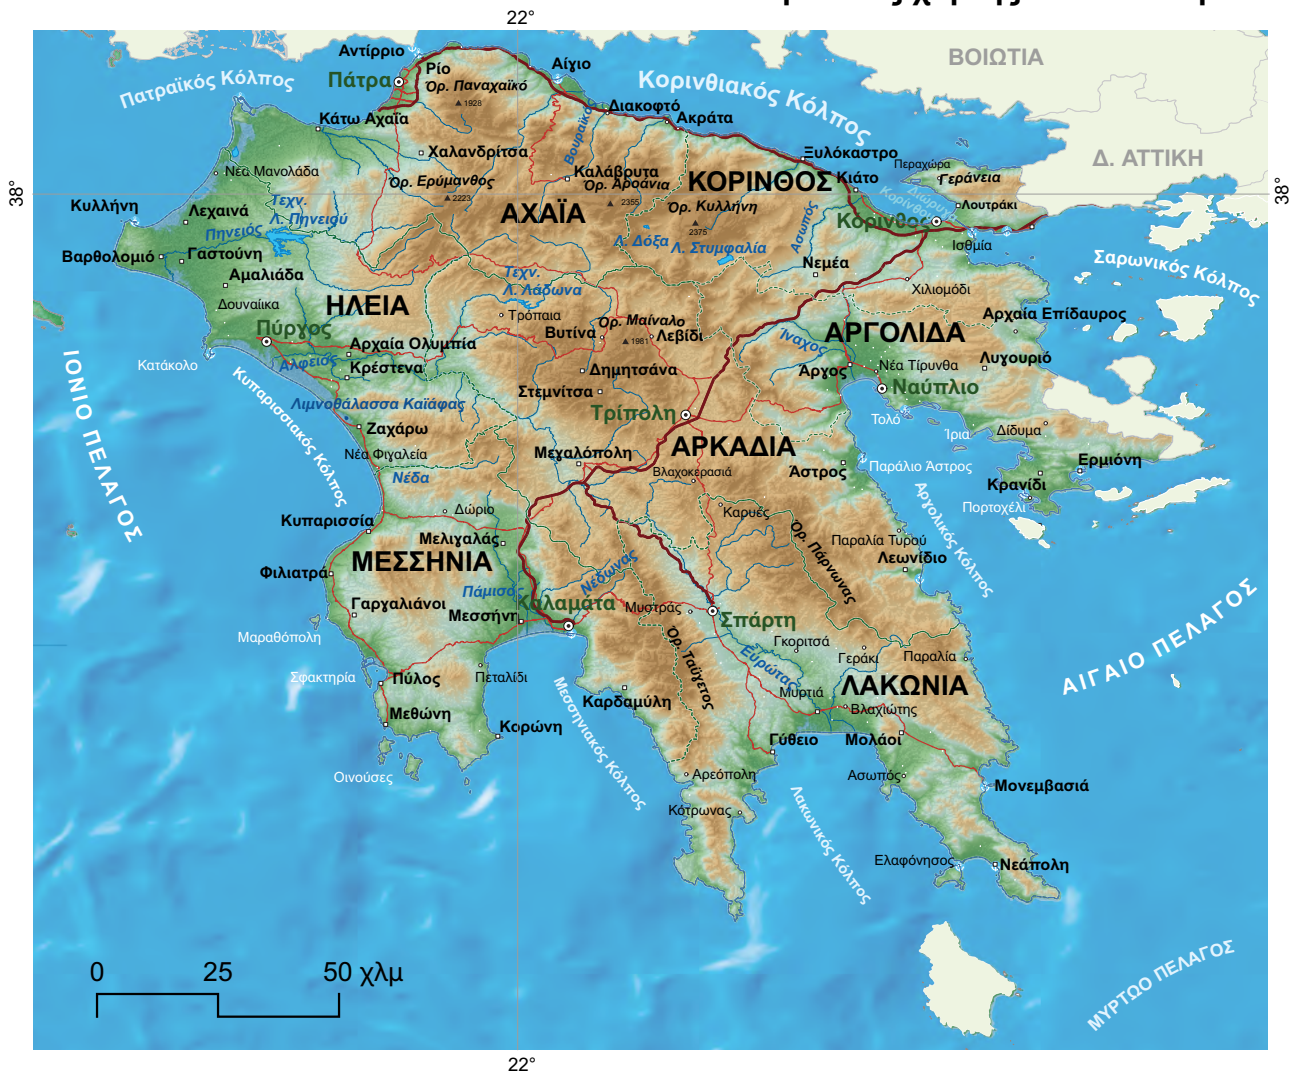 22°
ΒΟΙΩΤΙΑ
Αντίρριο
Ρίο
Αίγιο
Πάτρα
Όρ. Παναχαϊκό
1928
Πατραϊκός Κόλπος
Κορινθιακός Κόλπος
Διακοφτό
Ακράτα
Κάτω Αχαΐα
Βουραϊκός
Χαλανδρίτσα
Ξυλόκαστρο
Περαχώρα
Δ. ΑΤΤΙΚΗ
Νέα Μανολάδα
Καλάβρυτα
Όρ. Ερύμανθος
2223
Όρ. Αροάνια
2355
ΚΟΡΙΝΘΟΣ
Κιάτο
Γεράνεια
38°
38°
Κυλλήνη
Λεχαινά
Τεχν.
Λ. Πηνειού
Πηνειός
ΑΧΑΪΑ
Όρ. Κυλλήνη
2375
Ασωπός
Λουτράκι
Κόρινθος
Ισθμία
Βαρθολομιό
Γαστούνη
Λ. Δόξα
Λ. Στυμφαλία
Νεμέα
Σαρωνικός Κόλπος
Αμαλιάδα
Τεχν.
Λ. Λάδωνα
Χιλιομόδι
Δουναίικα
ΗΛΕΙΑ
Τρόπαια
Όρ. Μαίναλο
1981
Αρχαία Επίδαυρος
Πύργος
Βυτίνα
Λεβίδι
Ίναχος
ΑΡΓΟΛΙΔΑ
Αρχαία Ολυμπία
Κατάκολο
Αλφειός
Κρέστενα
Δημητσάνα
Άργος
Νέα Τίρυνθα
Λυγουριό
Στεμνίτσα
Ναύπλιο
Λιμνοθάλασσα Καϊάφας
Τρίπολη
Τολό
Ίρια
Δίδυμα
ΙΟΝΙΟ ΠΕΛΑΓΟΣ
Κυπαρισσιακός Κόλπος
Ζαχάρω
Νέα Φιγαλεία
Μεγαλόπολη
ΑΡΚΑΔΙΑ
Βλαχοκερασιά
Άστρος
Παράλιο Άστρος
Ερμιόνη
Κρανίδι
Νέδα
Πορτοχέλι
Αργολικός Κόλπος
Κυπαρισσία
Δώριο
Καρυές
Όρ. Πάρνωνας
Μελιγαλάς
Παραλία Τυρού
Λεωνίδιο
ΜΕΣΣΗΝΙΑ
Φιλιατρά
Νέδωνας
Πάμισος
Γαργαλιάνοι
Μεσσήνη
Καλαμάτα
Μυστράς
Σπάρτη
ΑΙΓΑΙΟ ΠΕΛΑΓΟΣ
Μαραθόπολη
Όρ. Ταΰγετος
Γκοριτσά
Ευρώτας
Γεράκι
Παραλία
Σφακτηρία
Πύλος
Πεταλίδι
Μεσσηνιακός Κόλπος
Καρδαμύλη
Μυρτιά
ΛΑΚΩΝΙΑ
Βλαχιώτης
Μεθώνη
Κορώνη
Γύθειο
Μολάοι
Οινούσες
Αρεόπολη
Ασωπός
Μονεμβασιά
Κότρωνας
Λακωνικός Κόλπος
Ελαφόνησος
Νεάπολη
ΜΥΡΤΩΟ ΠΕΛΑΓΟΣ
0 25 50 χλμ
22°